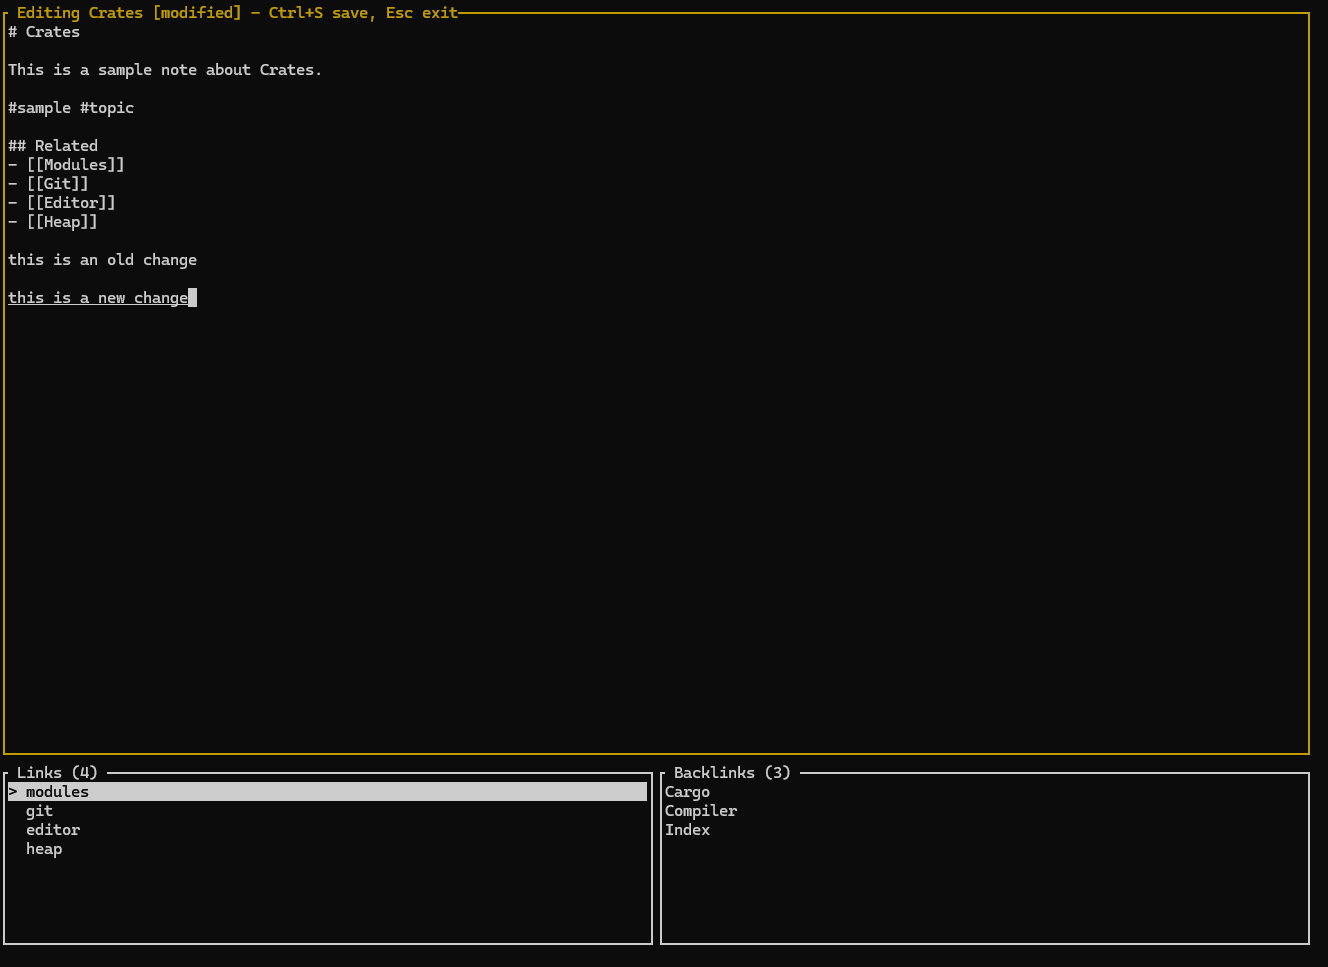 Editing Crates [modified] — Ctrl+S save, Esc exit
# Crates
This is a sample note about Crates.
#sample #topic
## Related
- [[Modules]]
- [[Git]]
- [[Editor]]
- [[Heap]]
this is an old change
this is a new change
Links (4)
> modules
git
editor
heap
Backlinks (3)
Cargo
Compiler
Index